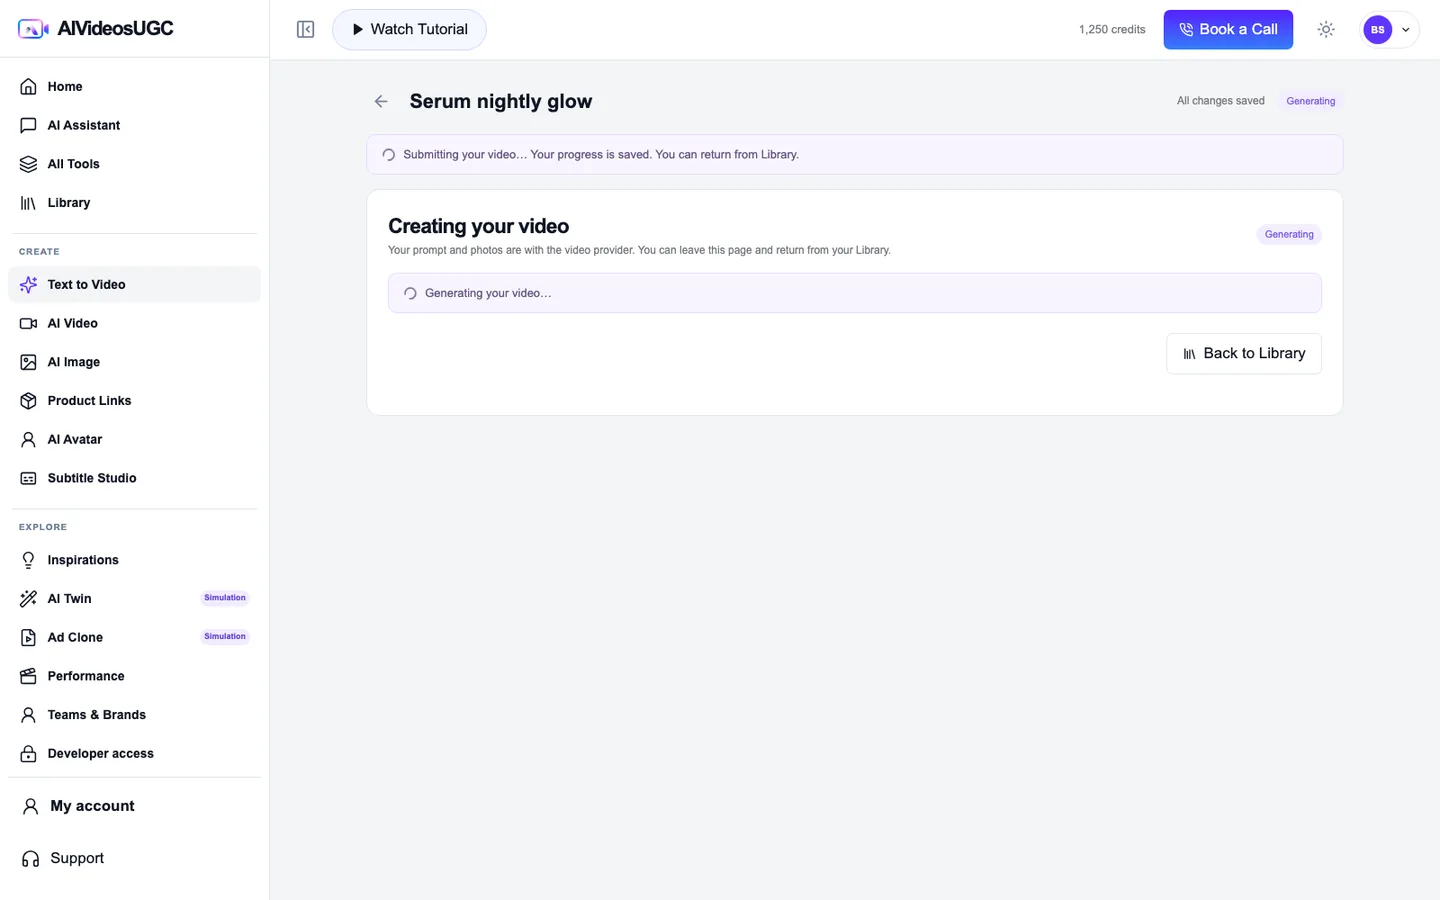 AIVideosUGC
Watch Tutorial
1,250 credits
Book a Call
BS
Home
AI Assistant
All Tools
Library
CREATE
Text to Video
AI Video
AI Image
Product Links
AI Avatar
Subtitle Studio
EXPLORE
Inspirations
AI Twin
Simulation
Ad Clone
Simulation
Performance
Teams & Brands
Developer access
My account
Support
Serum nightly glow
All changes saved
Generating
Submitting your video… Your progress is saved. You can return from Library.
Creating your video
Your prompt and photos are with the video provider. You can leave this page and return from your Library.
Generating
Generating your video…
Back to Library